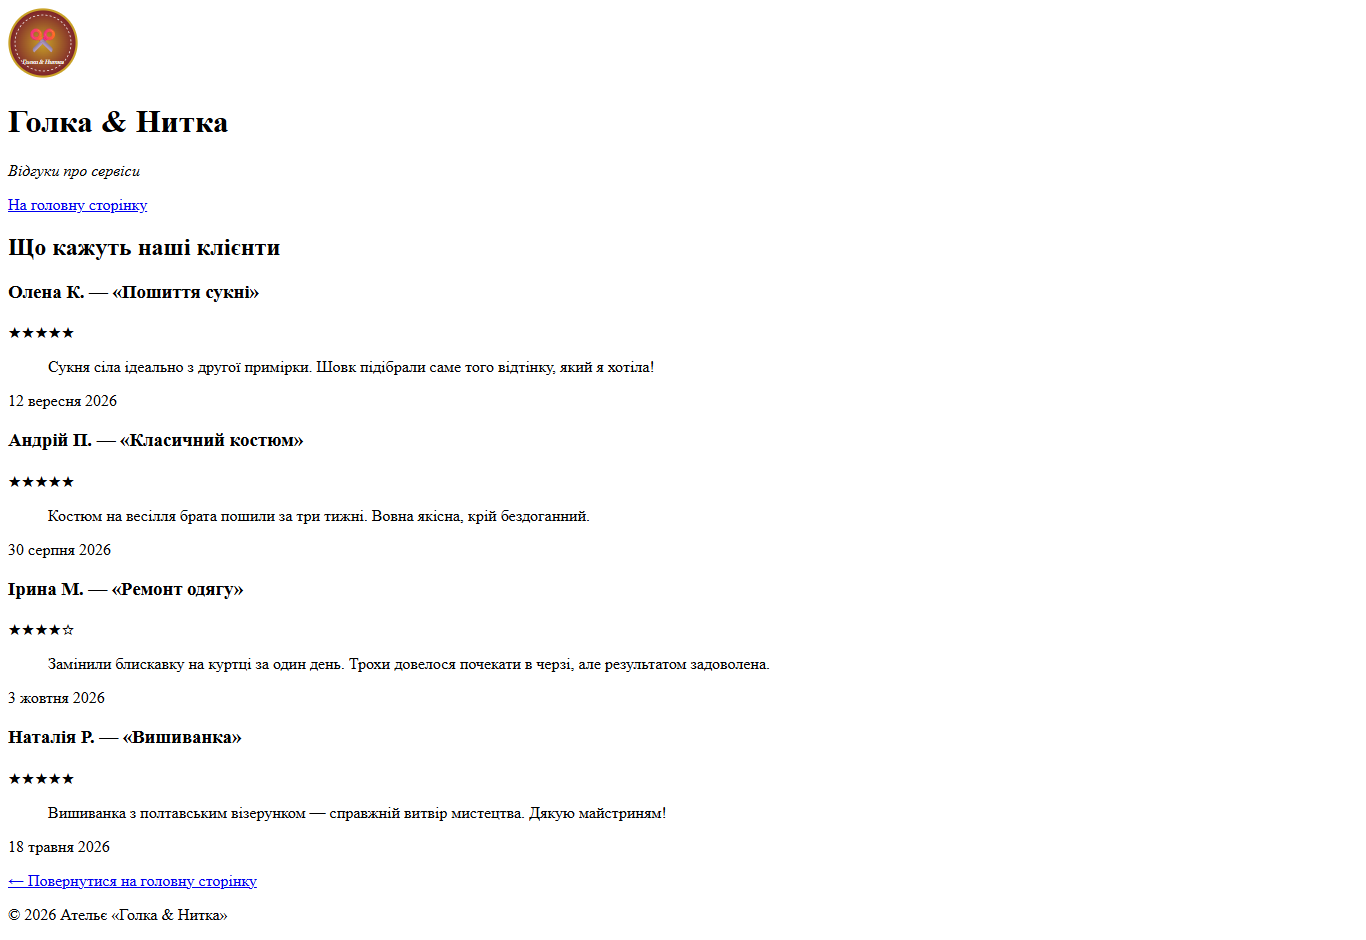 Голка & Нитка
Голка & Нитка
Відгуки про сервіси
На головну сторінку
Що кажуть наші клієнти
Олена К. — «Пошиття сукні»
★★★★★
Сукня сіла ідеально з другої примірки. Шовк підібрали саме того відтінку, який я хотіла!
12 вересня 2026
Андрій П. — «Класичний костюм»
★★★★★
Костюм на весілля брата пошили за три тижні. Вовна якісна, крій бездоганний.
30 серпня 2026
Ірина М. — «Ремонт одягу»
★★★★☆
Замінили блискавку на куртці за один день. Трохи довелося почекати в черзі, але результатом задоволена.
3 жовтня 2026
Наталія Р. — «Вишиванка»
★★★★★
Вишиванка з полтавським візерунком — справжній витвір мистецтва. Дякую майстриням!
18 травня 2026
← Повернутися на головну сторінку
© 2026 Ательє «Голка & Нитка»